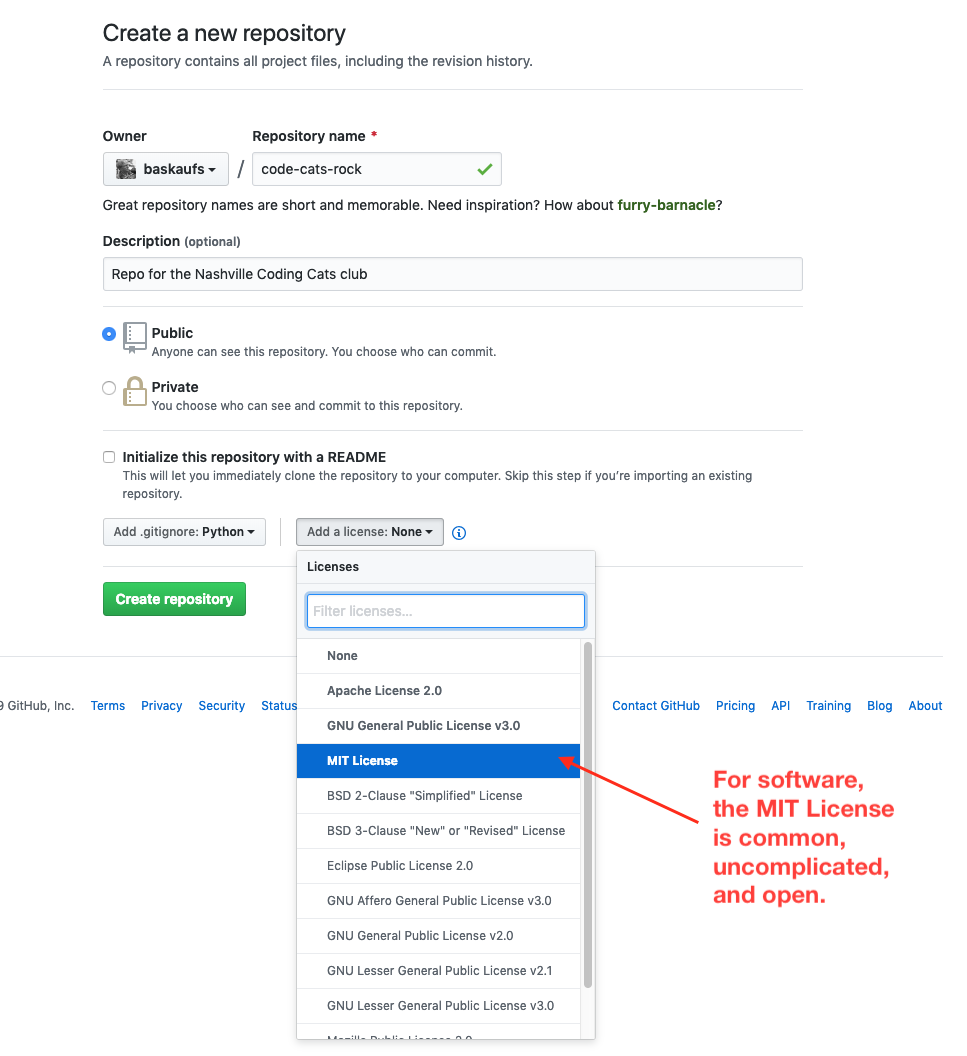 Create a new repository
A repository contains all project files, including the revision history.
Owner
Repository name *
baskaufs
/
code-cats-rock
Great repository names are short and memorable. Need inspiration? How about furry-barnacle?
Description (optional)
Repo for the Nashville Coding Cats club
Public
Anyone can see this repository. You choose who can commit.
Private
You choose who can see and commit to this repository.
Initialize this repository with a README
This will let you immediately clone the repository to your computer. Skip this step if you’re importing an existing
repository.
Add .gitignore: Python
Add a license: None
Create repository
Licenses
Filter licenses...
None
Apache License 2.0
GNU General Public License v3.0
MIT License
BSD 2-Clause "Simplified" License
BSD 3-Clause "New" or "Revised" License
Eclipse Public License 2.0
GNU Affero General Public License v3.0
GNU General Public License v2.0
GNU Lesser General Public License v2.1
GNU Lesser General Public License v3.0
Mozilla Public License 2.0
9 GitHub, Inc. Terms Privacy Security Status
Contact GitHub Pricing API Training Blog About
For software,
the MIT License
is common,
uncomplicated,
and open.